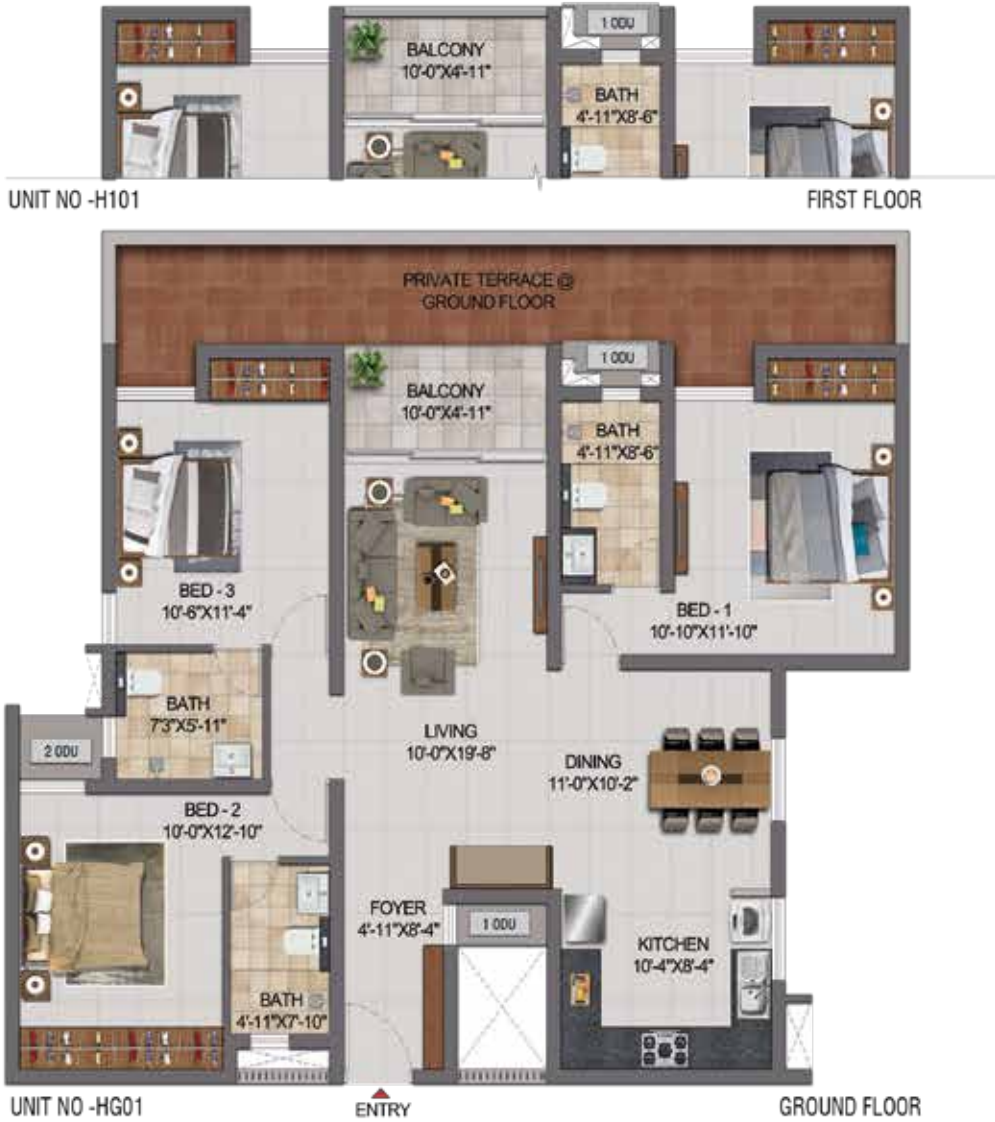 1 ODU
BALCONY
10'-0"X4'-11"
BATH
4'-11"X8'-6"
UNIT NO -H101
FIRST FLOOR
PRIVATE TERRACE @
GROUND FLOOR
1 ODU
BALCONY
10'-0"X4'-11"
BATH
4'-11"X8'-6"
BED - 3
10'-6"X11'-4"
BED - 1
10'-10"X11'-10"
BATH
7'3"X5'-11"
2 ODU
LIVING
10'-0"X19'-8"
DINING
11'-0"X10'-2"
BED - 2
10'-0"X12'-10"
FOYER
4'-11"X8'-4"
1 ODU
KITCHEN
10'-4"X8'-4"
BATH
4'-11"X7'-10"
UNIT NO -HG01
ENTRY
GROUND FLOOR